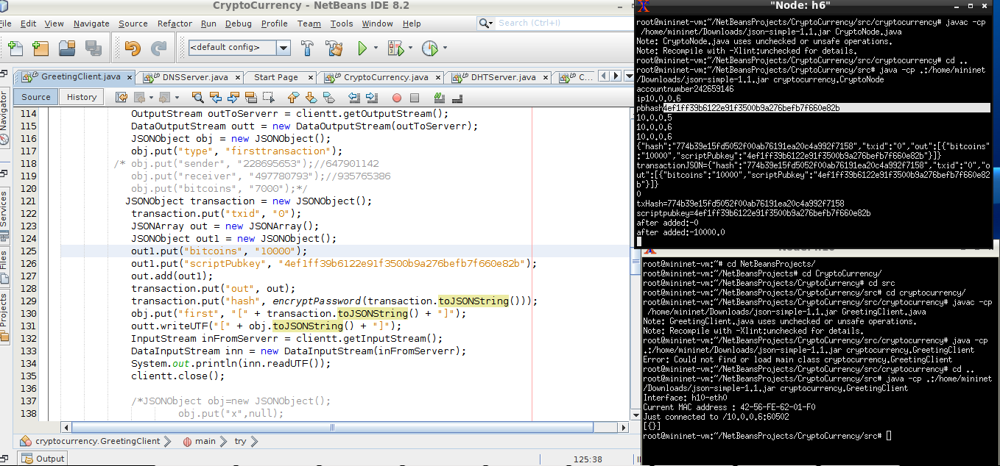 CryptoCurrency - NetBeans IDE 8.2
File Edit View Navigate Source Refactor Run Debug Profile Team Tools Window Help
Search (Ctrl+I)
<default config>
GreetingClient.java × DNSServer.java × Start Page × CryptoCurrency.java × DHTServer.java × C...
Source History
Navigator
Services
Files
Projects
114 OutputStream outToServerr = clientt.getOutputStream();
115 DataOutputStream outt = new DataOutputStream(outToServerr);
116 JSONObject obj = new JSONObject();
117 obj.put("type", "firsttransaction");
118 /* obj.put("sender", "228695653");//647901142
119 obj.put("receiver", "497780793");//935765386
120 obj.put("bitcoins", "7000");*/
121 JSONObject transaction = new JSONObject();
122 transaction.put("txid", "0");
123 JSONArray out = new JSONArray();
124 JSONObject out1 = new JSONObject();
125 out1.put("bitcoins", "10000");
126 out1.put("scriptPubkey", "4ef1ff39b6122e91f3500b9a276befb7f660e82b");
127 out.add(out1);
128 transaction.put("out", out);
129 transaction.put("hash", encryptPassword(transaction.toJSONString()));
130 obj.put("first", "[" + transaction.toJSONString() + "]");
131 outt.writeUTF("[" + obj.toJSONString() + "]");
132 InputStream inFromServerr = clientt.getInputStream();
133 DataInputStream inn = new DataInputStream(inFromServerr);
134 System.out.println(inn.readUTF());
135 clientt.close();
136
137 /*JSONObject obj=new JSONObject();
138 obj.put("x",null);
cryptocurrency.GreetingClient main try
Output
125:38
"Node: h6"
root@mininet-vm:~/NetBeansProjects/CryptoCurrency/src/cryptocurrency# javac -cp
/home/mininet/Downloads/json-simple-1.1.jar CryptoNode.java
Note: CryptoNode.java uses unchecked or unsafe operations.
Note: Recompile with -Xlint:unchecked for details.
root@mininet-vm:~/NetBeansProjects/CryptoCurrency/src/cryptocurrency# cd ..
root@mininet-vm:~/NetBeansProjects/CryptoCurrency/src# java -cp .:/home/mininet
/Downloads/json-simple-1.1.jar cryptocurrency.CryptoNode
accountnumber242659146
ip10.0.0.6
pbhash4ef1ff39b6122e91f3500b9a276befb7f660e82b
10.0.0.5
10.0.0.6
10.0.0.6
{"hash":"774b39e15fd5052f00ab76191ea20c4a992f7158","txid":"0","out":[{"bitcoins"
:"10000","scriptPubkey":"4ef1ff39b6122e91f3500b9a276befb7f660e82b"}]}
transactionJSON={"hash":"774b39e15fd5052f00ab76191ea20c4a992f7158","txid":"0","o
ut":[{"bitcoins":"10000","scriptPubkey":"4ef1ff39b6122e91f3500b9a276befb7f660e82
b"}]}
0
txHash=774b39e15fd5052f00ab76191ea20c4a992f7158
scriptpubkey=4ef1ff39b6122e91f3500b9a276befb7f660e82b
after added:-0
after added:-10000.0
root@mininet-vm:~# cd NetBeansProjects/
root@mininet-vm:~/NetBeansProjects# cd CryptoCurrency/
root@mininet-vm:~/NetBeansProjects/CryptoCurrency# cd src
root@mininet-vm:~/NetBeansProjects/CryptoCurrency/src# cd cryptocurrency/
root@mininet-vm:~/NetBeansProjects/CryptoCurrency/src/cryptocurrency# javac -cp
/home/mininet/Downloads/json-simple-1.1.jar GreetingClient.java
Note: GreetingClient.java uses unchecked or unsafe operations.
Note: Recompile with -Xlint:unchecked for details.
root@mininet-vm:~/NetBeansProjects/CryptoCurrency/src/cryptocurrency# java -cp
.:/home/mininet/Downloads/json-simple-1.1.jar cryptocurrency.GreetingClient
Error: Could not find or load main class cryptocurrency.GreetingClient
root@mininet-vm:~/NetBeansProjects/CryptoCurrency/src/cryptocurrency# cd ..
root@mininet-vm:~/NetBeansProjects/CryptoCurrency/src# java -cp .:/home/mininet
/Downloads/json-simple-1.1.jar cryptocurrency.GreetingClient
Interface: h10-eth0
Current MAC address : 42-56-FE-62-01-F0
Just connected to /10.0.0.6:60502
[{}]
root@mininet-vm:~/NetBeansProjects/CryptoCurrency/src#